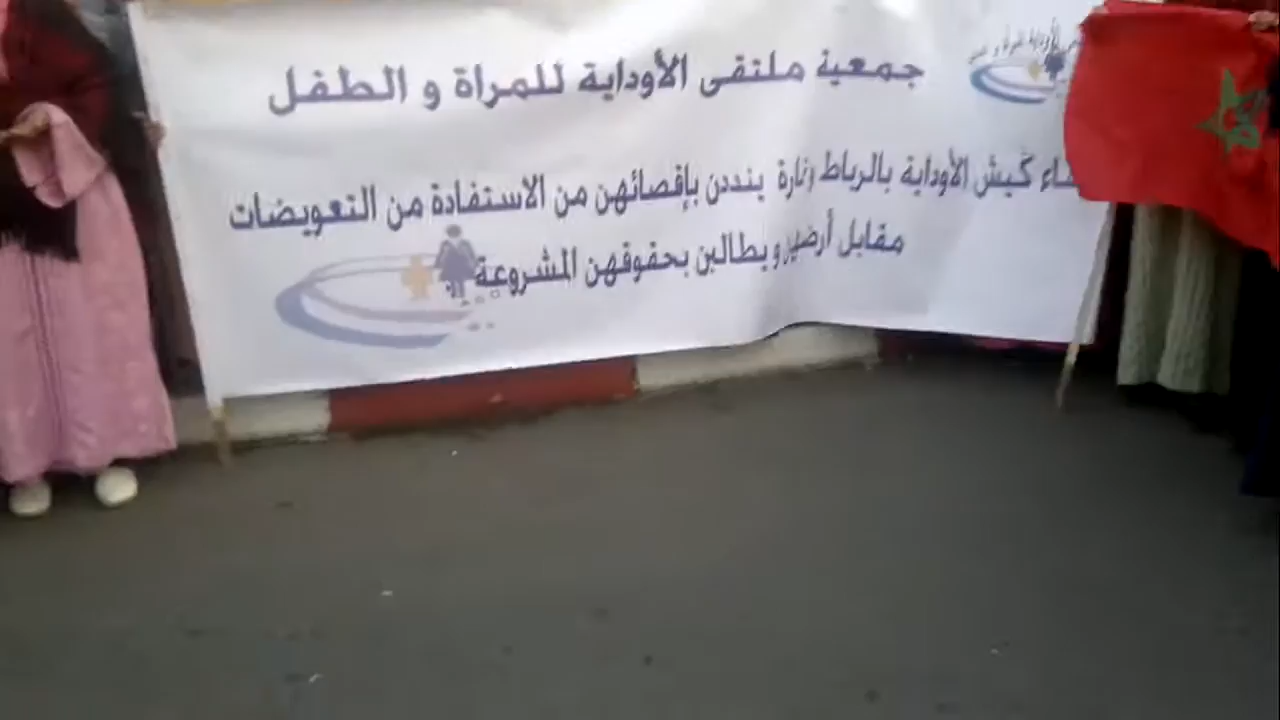 جمعية ملتقى الأوداية للمراة و الطفل
كيش الأوداية بالرباط ينددن بإقصائهن من الاستفادة من التعويضات
مقابل ويطالبن بحقوقهن المشروعة